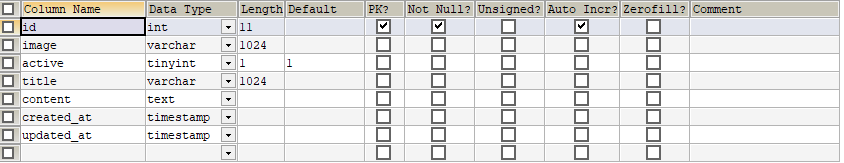 Column Name Data Type Length Default PK? Not Null? Unsigned? Auto Incr? Zerofill? Comment
id int 11
image varchar 1024
active tinyint 1 1
title varchar 1024
content text
created_at timestamp
updated_at timestamp